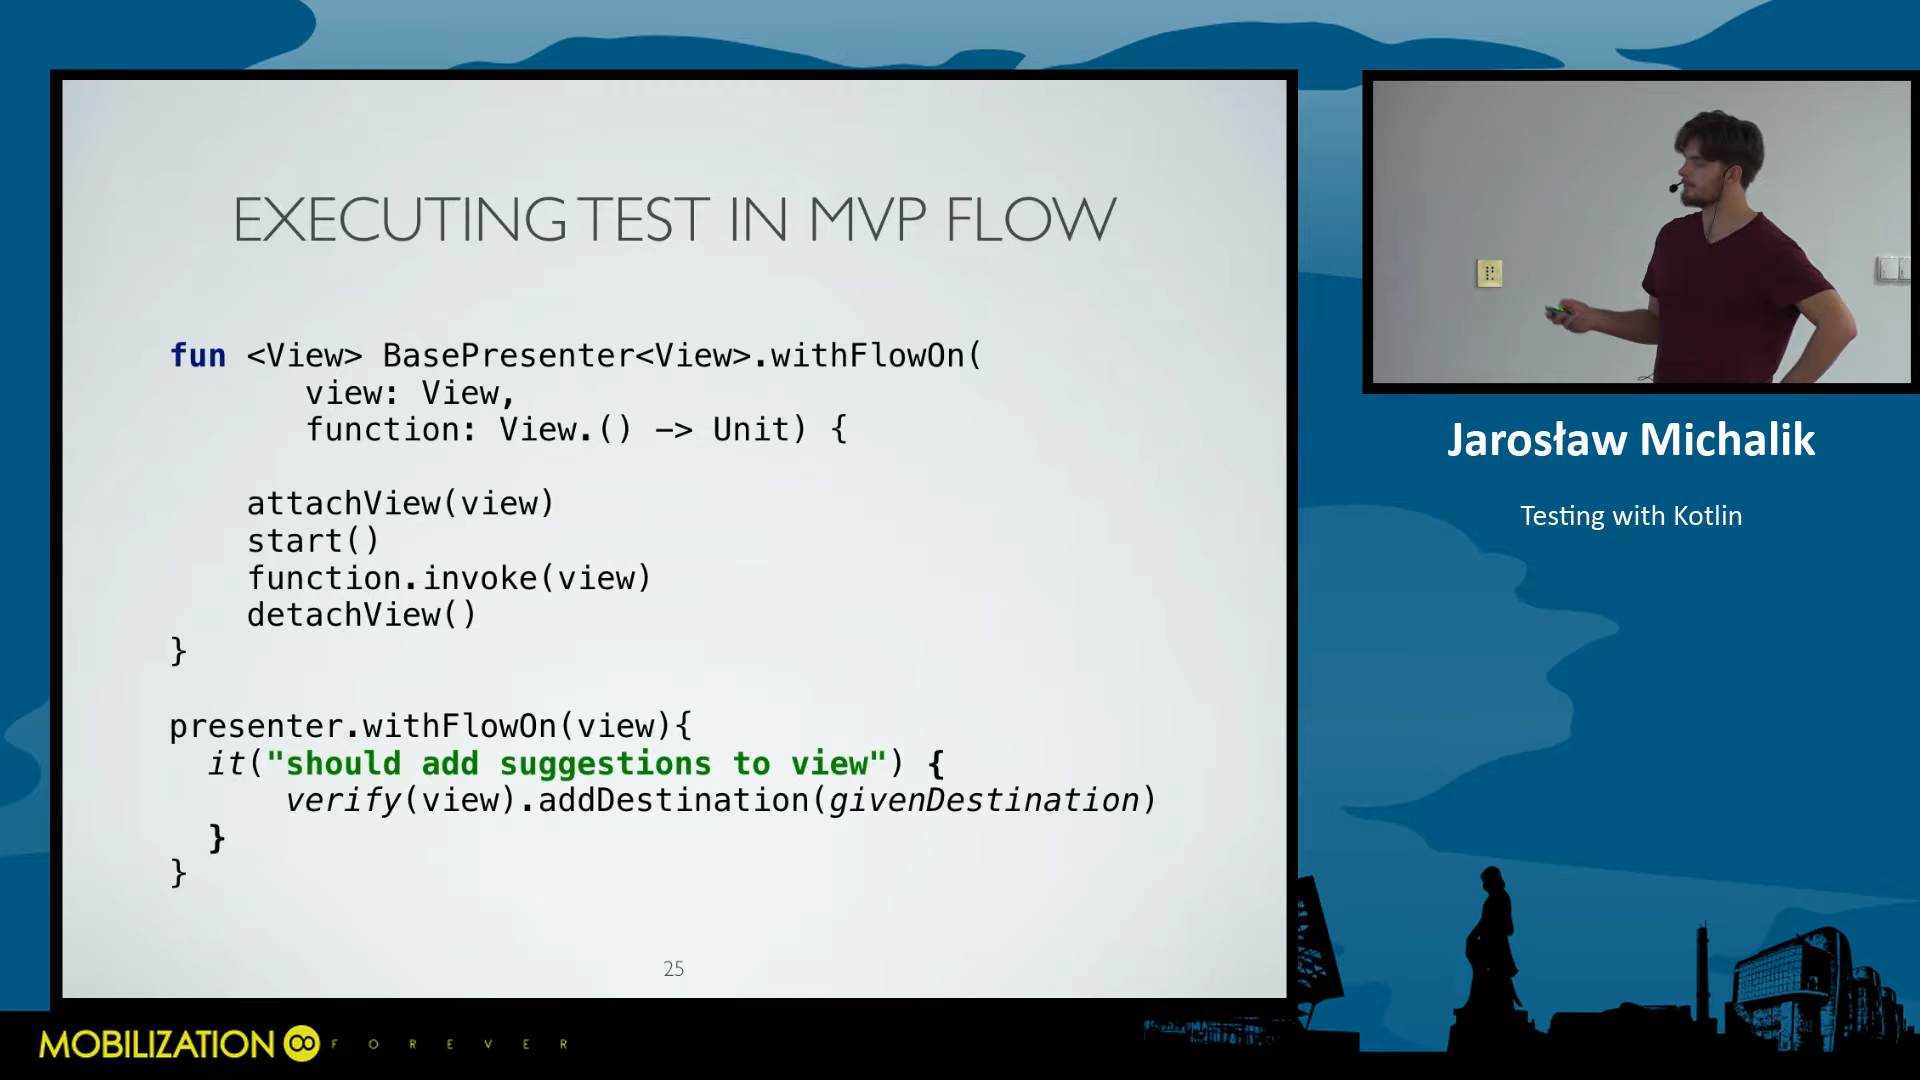 EXECUTING TEST IN MVP FLOW
fun <View> BasePresenter<View>.withFlowOn(
view: View,
function: View.() -> Unit) {
attachView(view)
start()
function.invoke(view)
detachView()
}
presenter.withFlowOn(view){
it("should add suggestions to view") {
verify(view).addDestination(givenDestination)
}
}
25
Jarosław Michalik
Testing with Kotlin
MOBILIZATION
FOREVER